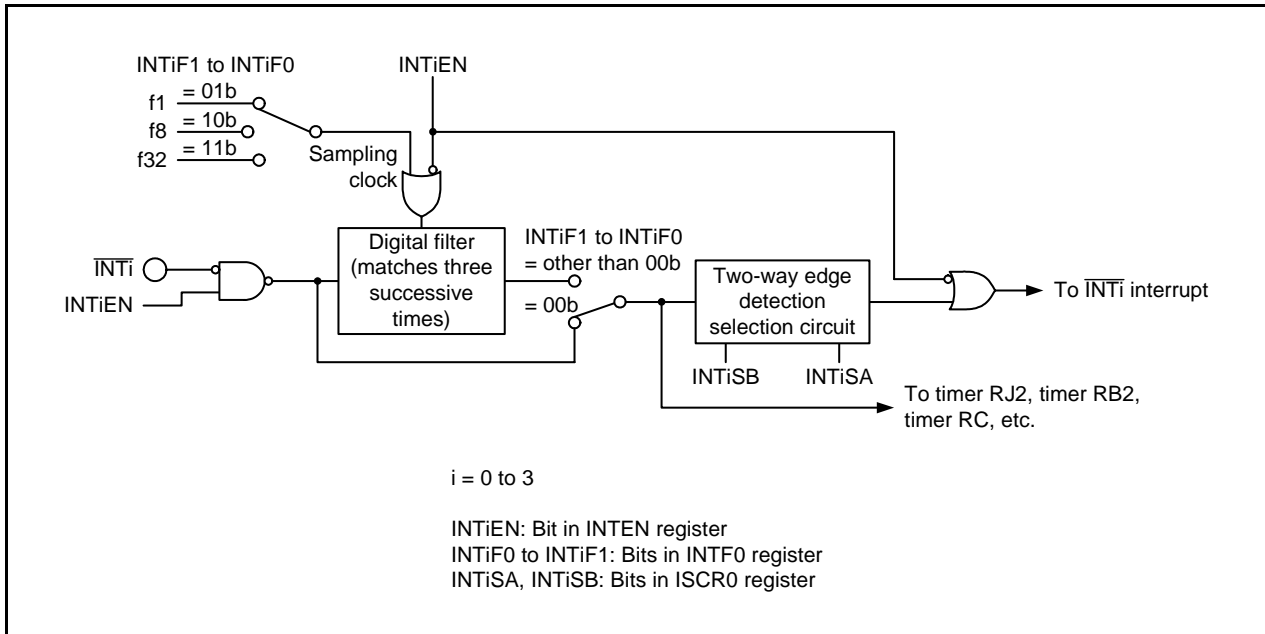 INTiF1 to INTiF0
f1
= 01b
f8
= 10b
f32
= 11b
INTiEN
Sampling
clock
INTi
INTiEN
Digital filter
(matches three
successive
times)
INTiF1 to INTiF0
= other than 00b
= 00b
Two-way edge
detection
selection circuit
INTiSB
INTiSA
To INTi interrupt
To timer RJ2, timer RB2,
timer RC, etc.
i = 0 to 3
INTiEN: Bit in INTEN register
INTiF0 to INTiF1: Bits in INTF0 register
INTiSA, INTiSB: Bits in ISCR0 register